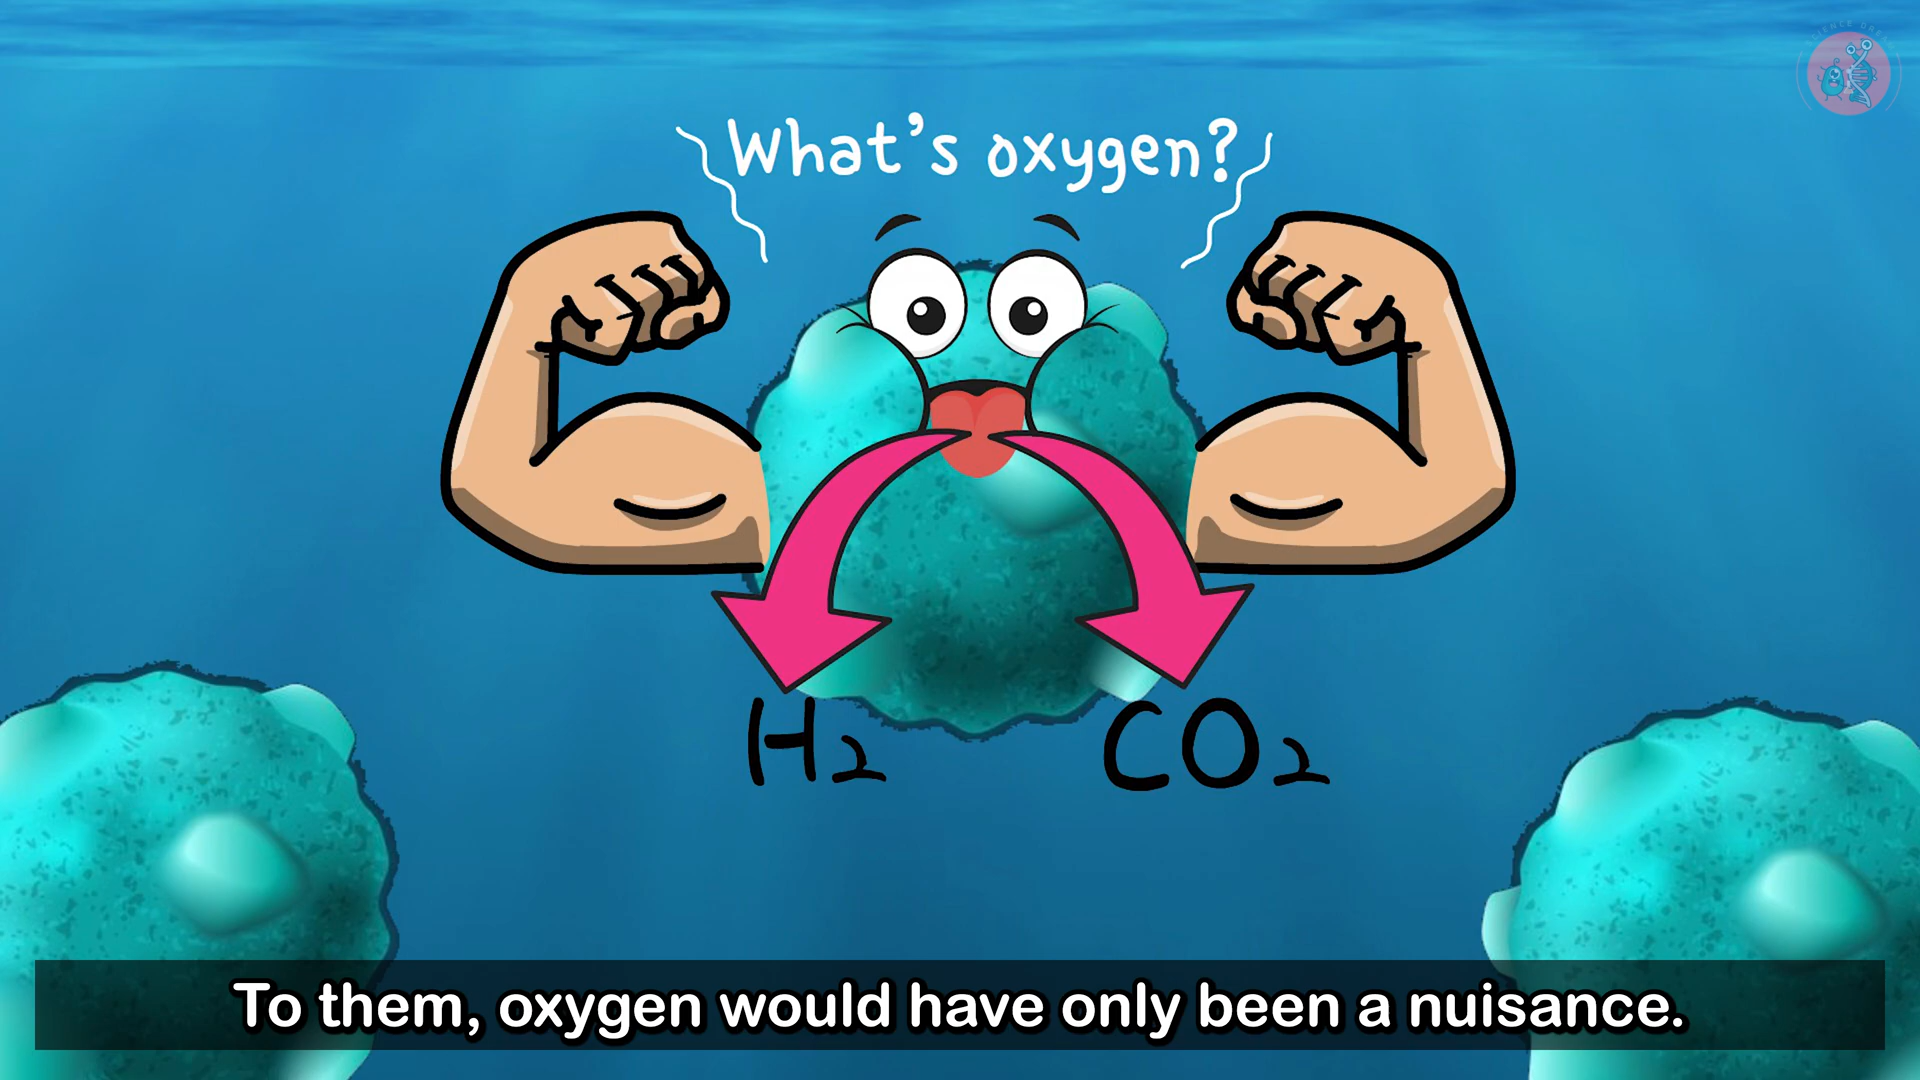 What's oxygen?
H2
CO2
To them, oxygen would have only been a nuisance.